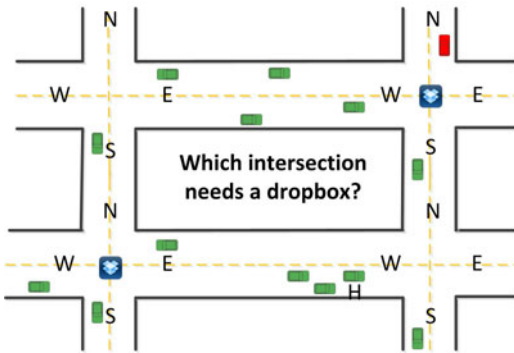 N N
W E W E
S S
Which intersection
needs a dropbox?
N N
W E W E
H
S S